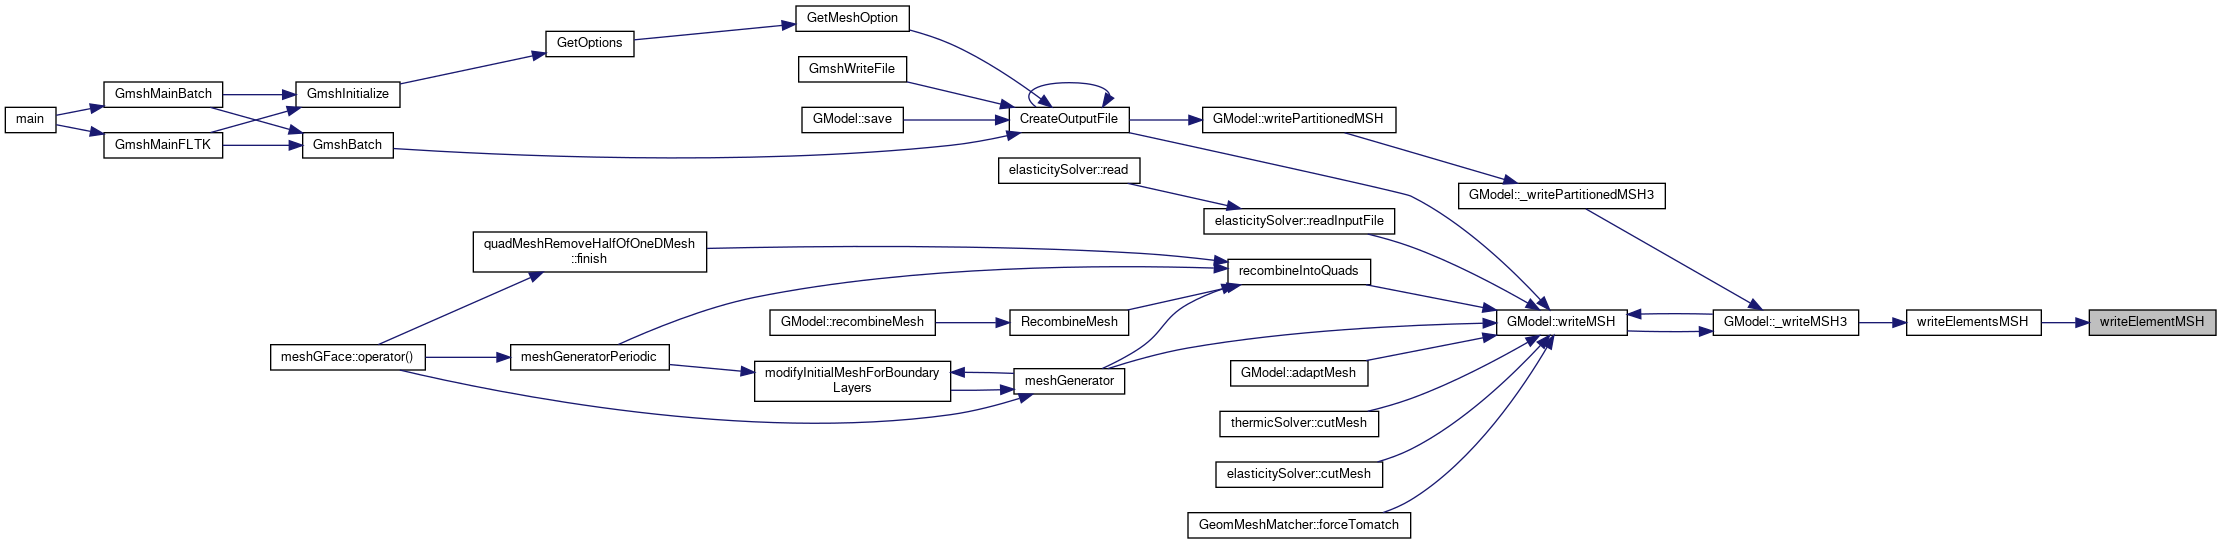 GetMeshOption
GetOptions
GmshWriteFile
GmshMainBatch
GmshInitialize
main
GModel::save
CreateOutputFile
GModel::writePartitionedMSH
GmshMainFLTK
GmshBatch
elasticitySolver::read
GModel::_writePartitionedMSH3
elasticitySolver::readInputFile
quadMeshRemoveHalfOfOneDMesh
::finish
recombineIntoQuads
GModel::recombineMesh
RecombineMesh
GModel::writeMSH
GModel::_writeMSH3
writeElementsMSH
writeElementMSH
meshGFace::operator()
meshGeneratorPeriodic
modifyInitialMeshForBoundary
Layers
meshGenerator
GModel::adaptMesh
thermicSolver::cutMesh
elasticitySolver::cutMesh
GeomMeshMatcher::forceTomatch